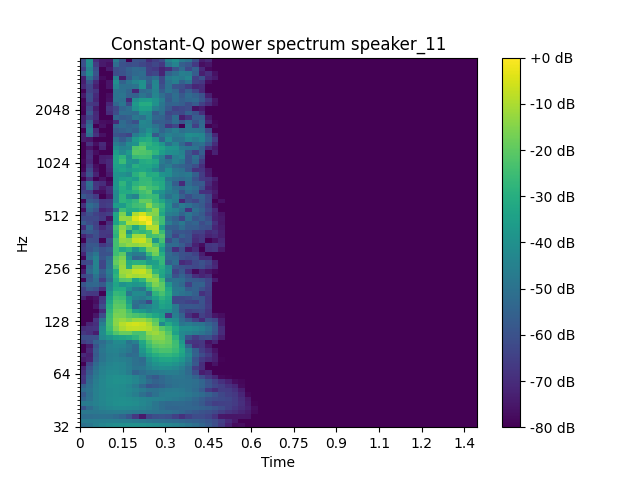 Constant-Q power spectrum speaker_11
+0 dB
-10 dB
-20 dB
-30 dB
-40 dB
-50 dB
-60 dB
-70 dB
-80 dB
2048
1024
512
256
128
64
32
Hz
0 0.15 0.3 0.45 0.6 0.75 0.9 1.1 1.2 1.4
Time